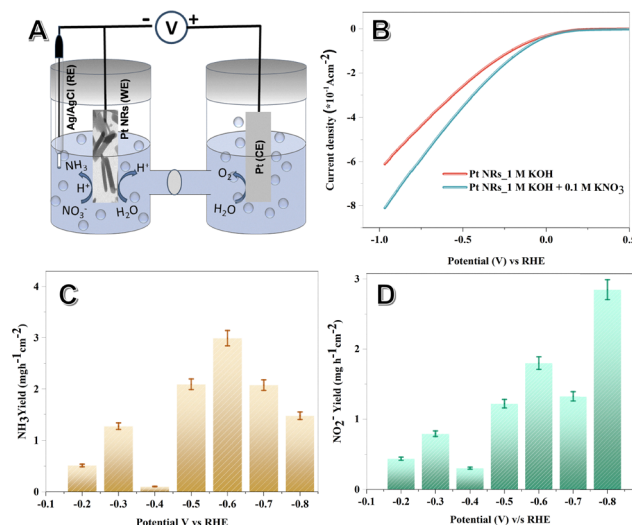 A
- V +
Ag/AgCl (RE)
Pt NRs (WE)
Pt (CE)
NH3
H+
H+
NO3-
H2O
O2
H2O
B
Current density (*10-1Acm-2)
0
-2
-4
-6
-8
Pt NRs_1 M KOH
Pt NRs_1 M KOH + 0.1 M KNO3
-1.0 -0.5 0.0 0.5
Potential (V) vs RHE
C
NH3Yield (mgh-1cm-2)
4
3
2
1
0
-0.1 -0.2 -0.3 -0.4 -0.5 -0.6 -0.7 -0.8
Potential V vs RHE
D
NO2- Yield (mg h-1cm-2)
3
2
1
0
-0.1 -0.2 -0.3 -0.4 -0.5 -0.6 -0.7 -0.8
Potential (V) v/s RHE